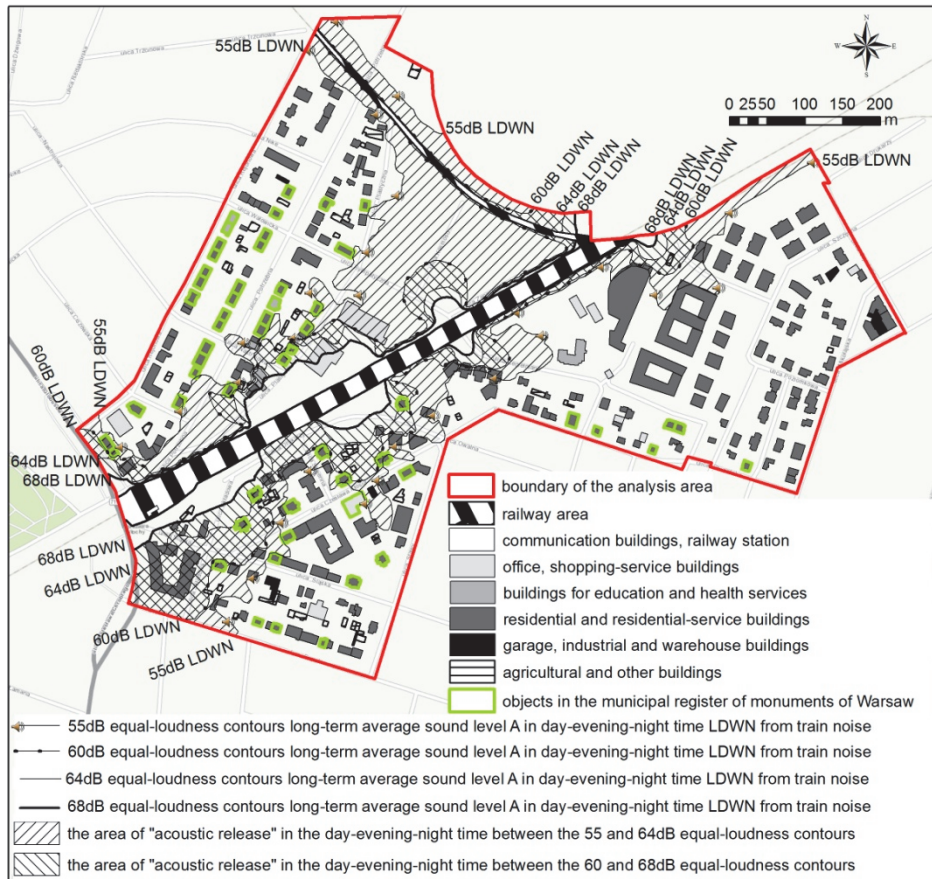 N
W E
S
0 2550 100 150 200
m
55dB LDWN
55dB LDWN
60dB LDWN
64dB LDWN
68dB LDWN
68dB LDWN
64dB LDWN
60dB LDWN
55dB LDWN
55dB LDWN
60dB LDWN
64dB LDWN
68dB LDWN
68dB LDWN
64dB LDWN
60dB LDWN
55dB LDWN
boundary of the analysis area
railway area
communication buildings, railway station
office, shopping-service buildings
buildings for education and health services
residential and residential-service buildings
garage, industrial and warehouse buildings
agricultural and other buildings
objects in the municipal register of monuments of Warsaw
55dB equal-loudness contours long-term average sound level A in day-evening-night time LDWN from train noise
60dB equal-loudness contours long-term average sound level A in day-evening-night time LDWN from train noise
64dB equal-loudness contours long-term average sound level A in day-evening-night time LDWN from train noise
68dB equal-loudness contours long-term average sound level A in day-evening-night time LDWN from train noise
the area of "acoustic release" in the day-evening-night time between the 55 and 64dB equal-loudness contours
the area of "acoustic release" in the day-evening-night time between the 60 and 68dB equal-loudness contours